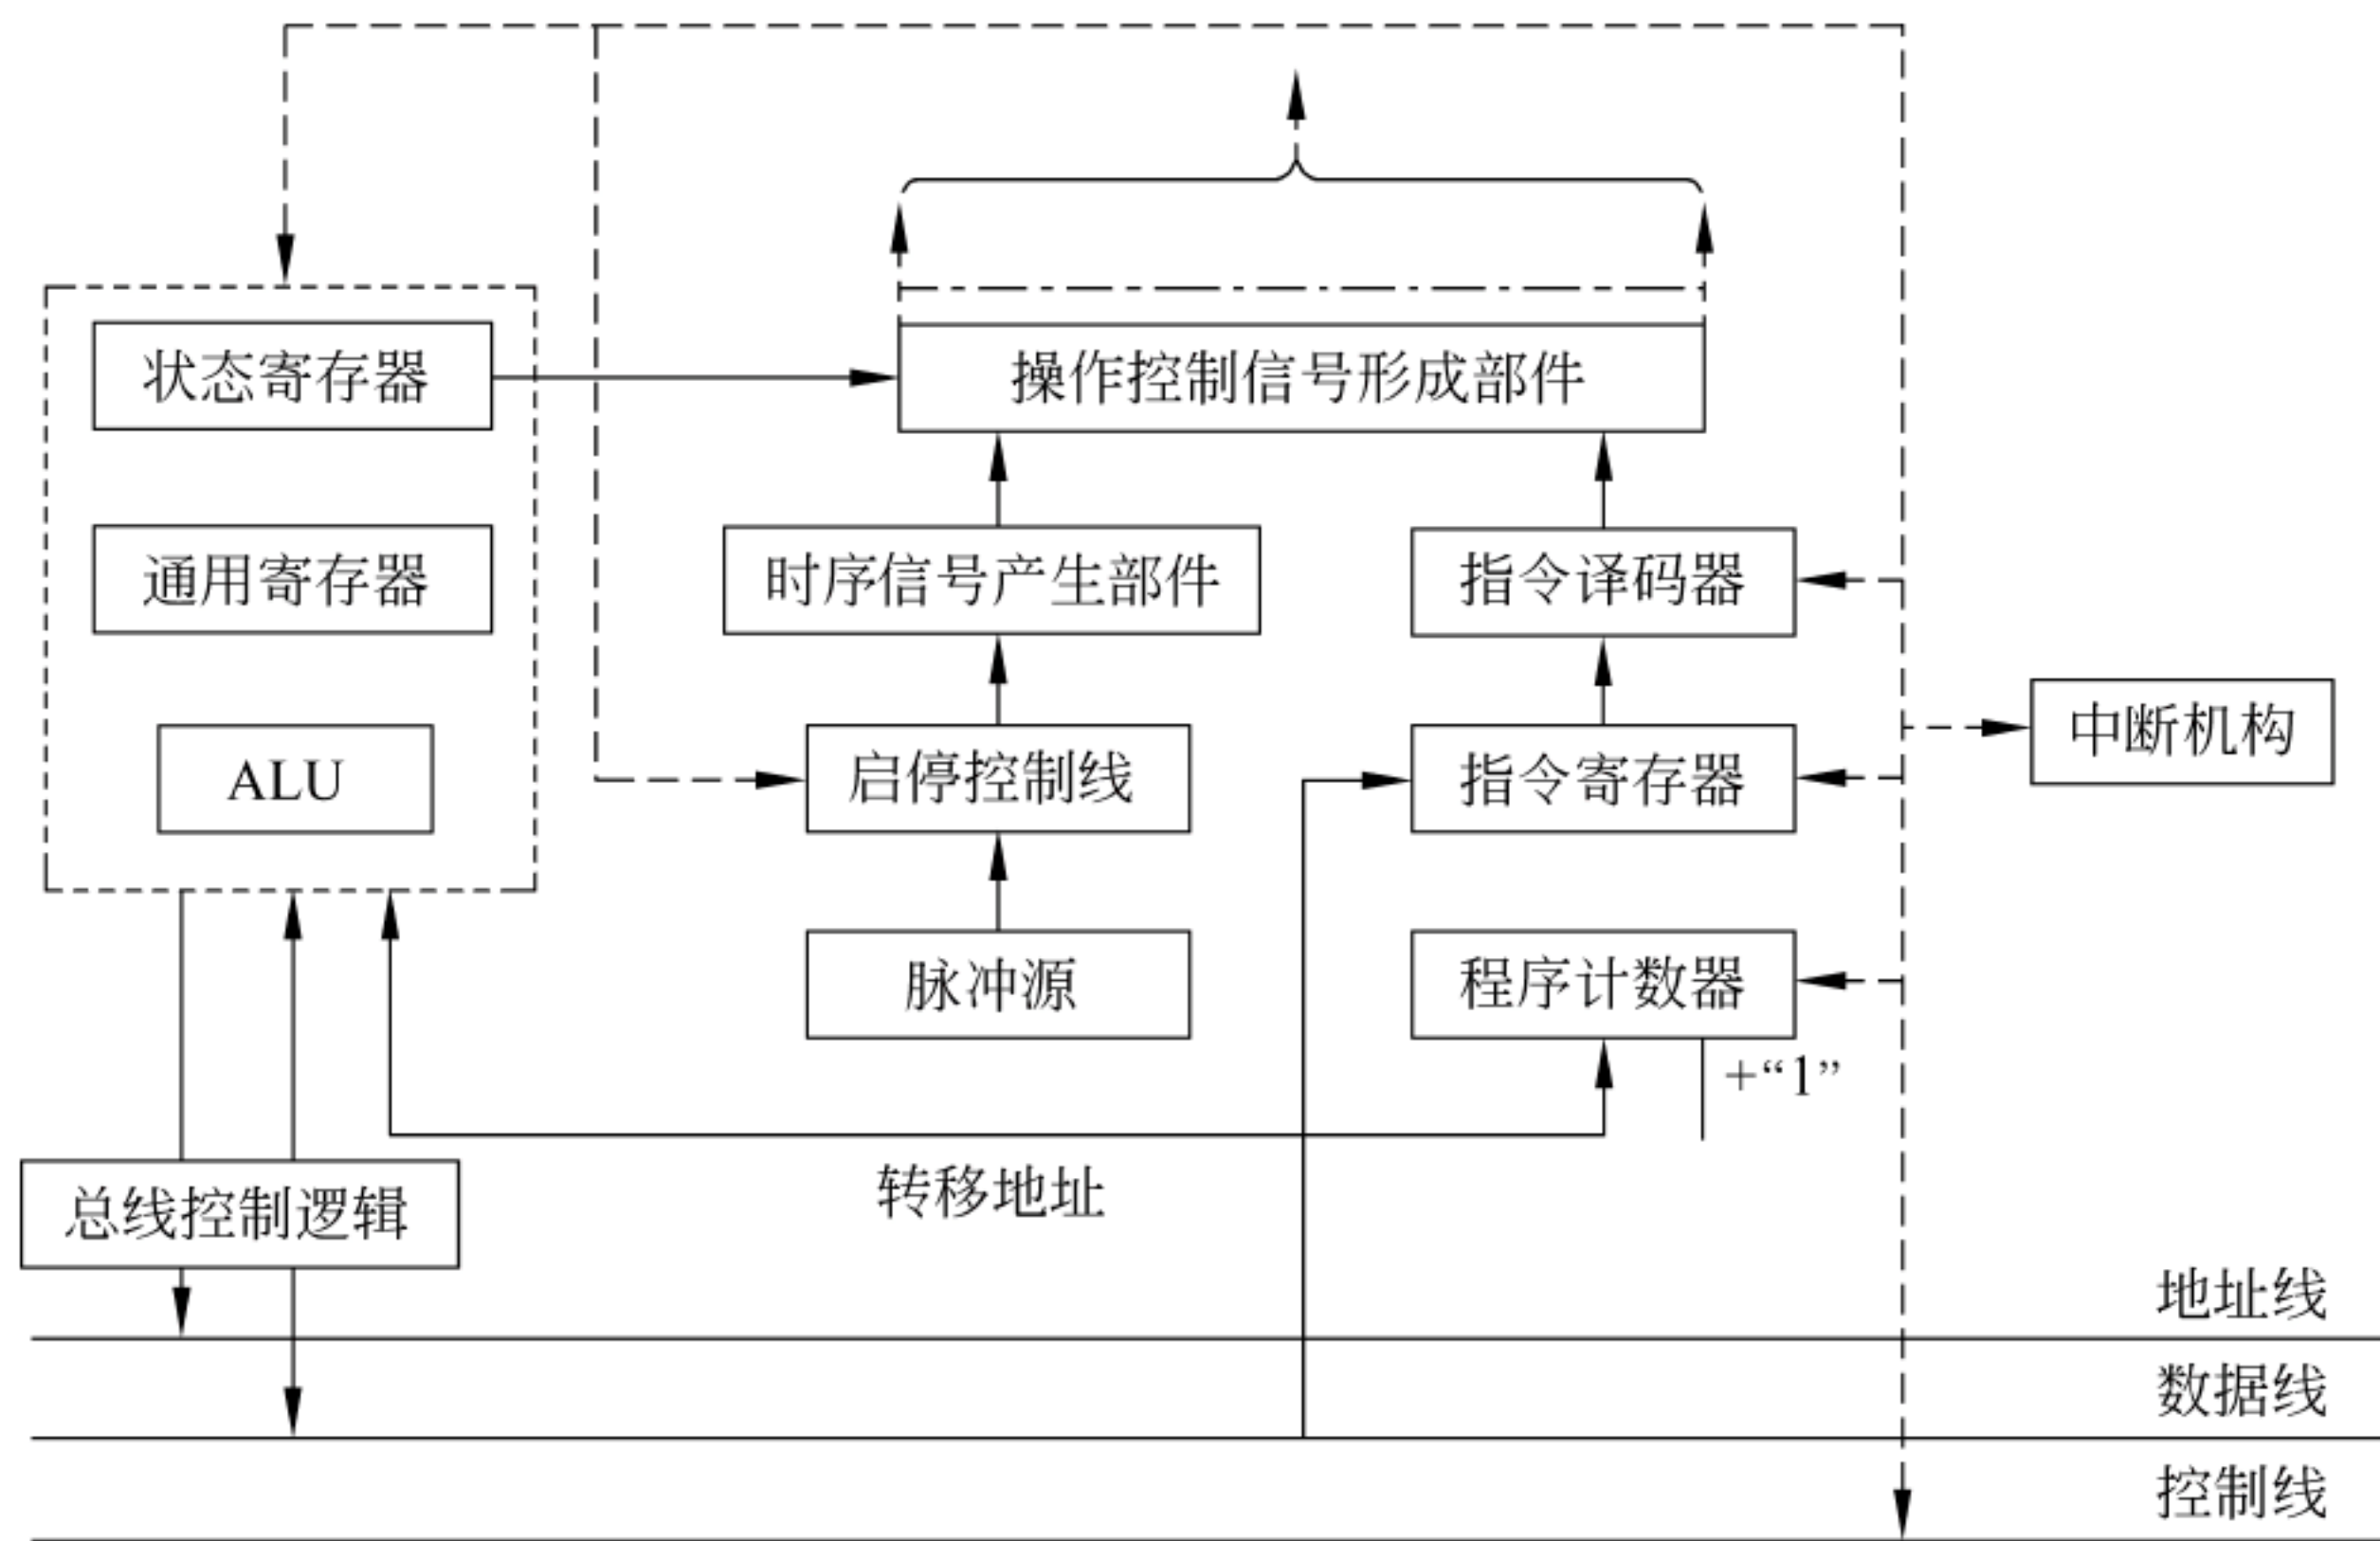 状态寄存器
操作控制信号形成部件
通用寄存器
时序信号产生部件
指令译码器
ALU
启停控制线
指令寄存器
中断机构
脉冲源
程序计数器
+“1”
转移地址
总线控制逻辑
地址线
数据线
控制线